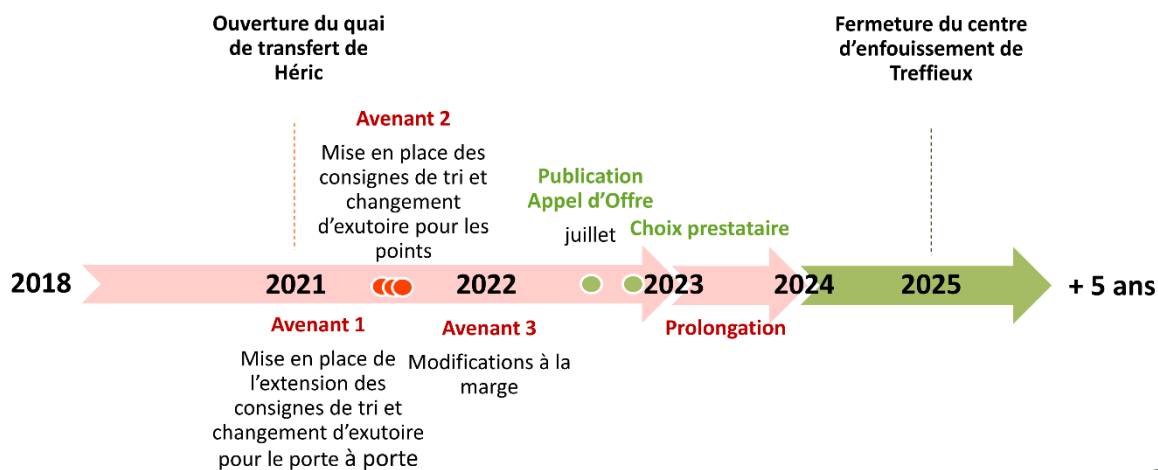 Ouverture du quai
de transfert de
Héric
Fermeture du centre
d'enfouissement de
Treffieux
Avenant 2
Mise en place des
consignes de tri et
changement
d'exutoire pour les
points
Publication
Appel d'Offre
juillet
Choix prestataire
2018
2021
2022
2023
2024
2025
+ 5 ans
Avenant 1
Mise en place de
l'extension des
consignes de tri et
changement d'exutoire
pour le porte à porte
Avenant 3
Modifications à la
marge
Prolongation